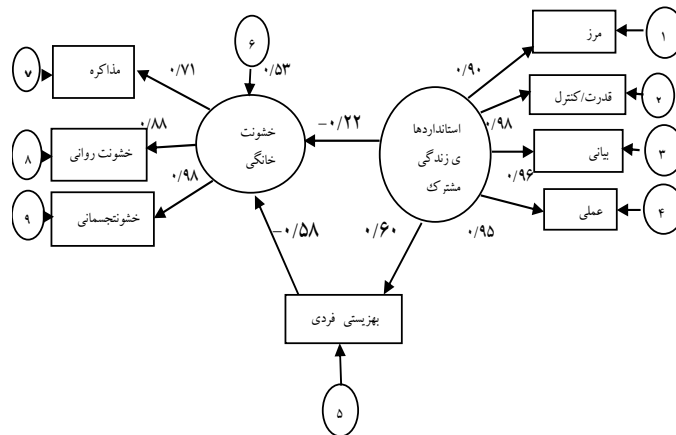 ۶
مرز
۱
مذاکره
۷
۰/۷۱
۰/۵۳
۰/۹۰
قدرت/کنترل
۲
خشونت
خانگی
-۰/۲۲
استانداردها
ی زندگی
مشترک
۰/۹۸
۰/۸۸
خشونت روانی
۸
بیانی
۳
۰/۹۶
۰/۹۸
خشونتجسمانی
۹
عملی
۴
-۰/۵۸
۰/۶۰
۰/۹۵
بهزیستی فردی
۵